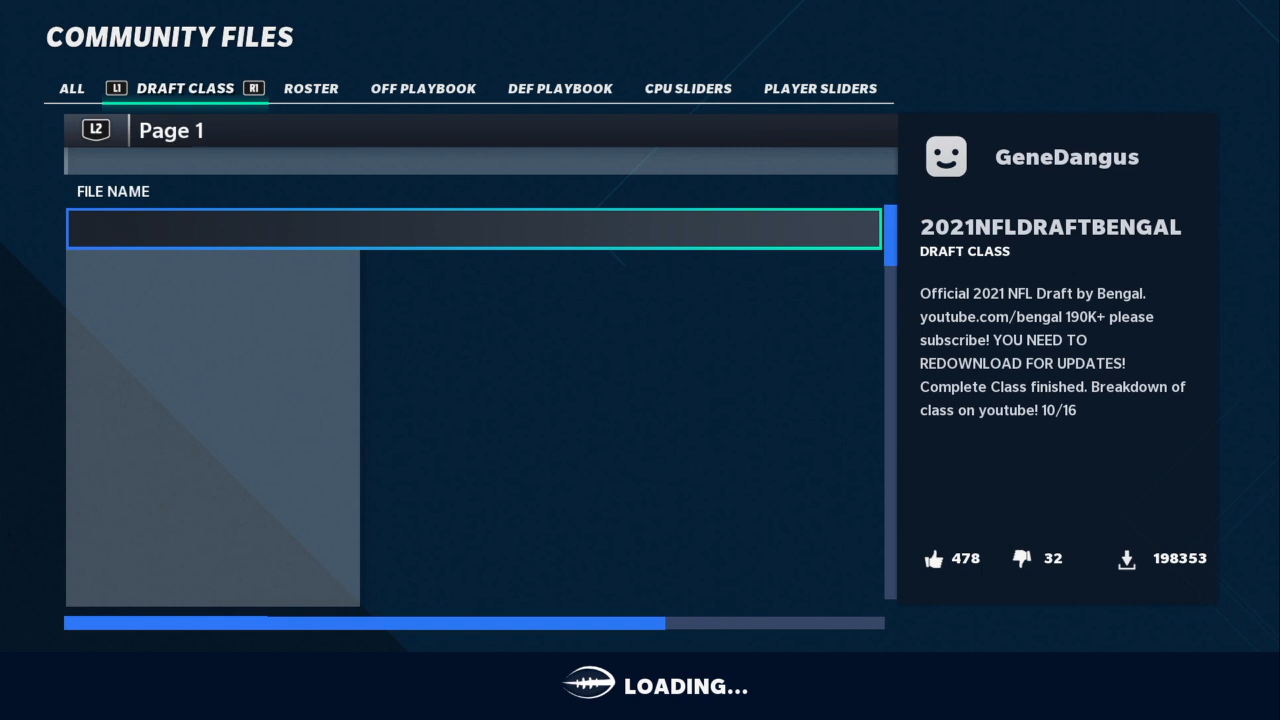 COMMUNITY FILES
ALL L1 DRAFT CLASS R1 ROSTER OFF PLAYBOOK DEF PLAYBOOK CPU SLIDERS PLAYER SLIDERS
L2 Page 1
FILE NAME
GeneDangus
2021NFLDRAFTBENGAL
DRAFT CLASS
Official 2021 NFL Draft by Bengal.
youtube.com/bengal 190K+ please
subscribe! YOU NEED TO
REDOWNLOAD FOR UPDATES!
Complete Class finished. Breakdown of
class on youtube! 10/16
478 32 198353
LOADING...